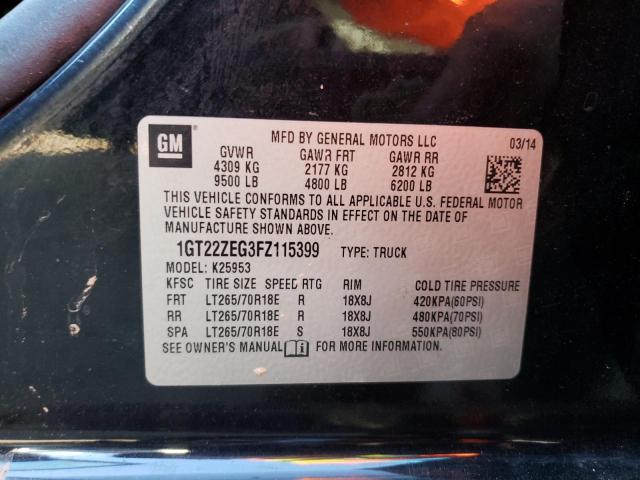 GM
MFD BY GENERAL MOTORS LLC
03/14
GVWR GAWR FRT GAWR RR
4309 KG 2177 KG 2812 KG
9500 LB 4800 LB 6200 LB
THIS VEHICLE CONFORMS TO ALL APPLICABLE U.S. FEDERAL MOTOR
VEHICLE SAFETY STANDARDS IN EFFECT ON THE DATE OF
MANUFACTURE SHOWN ABOVE.
1GT22ZEG3FZ115399 TYPE: TRUCK
MODEL: K25953
KFSC TIRE SIZE SPEED RTG RIM COLD TIRE PRESSURE
FRT LT265/70R18E R 18X8J 420KPA(60PSI)
RR LT265/70R18E R 18X8J 480KPA(70PSI)
SPA LT265/70R18E S 18X8J 550KPA(80PSI)
SEE OWNER'S MANUAL i FOR MORE INFORMATION.